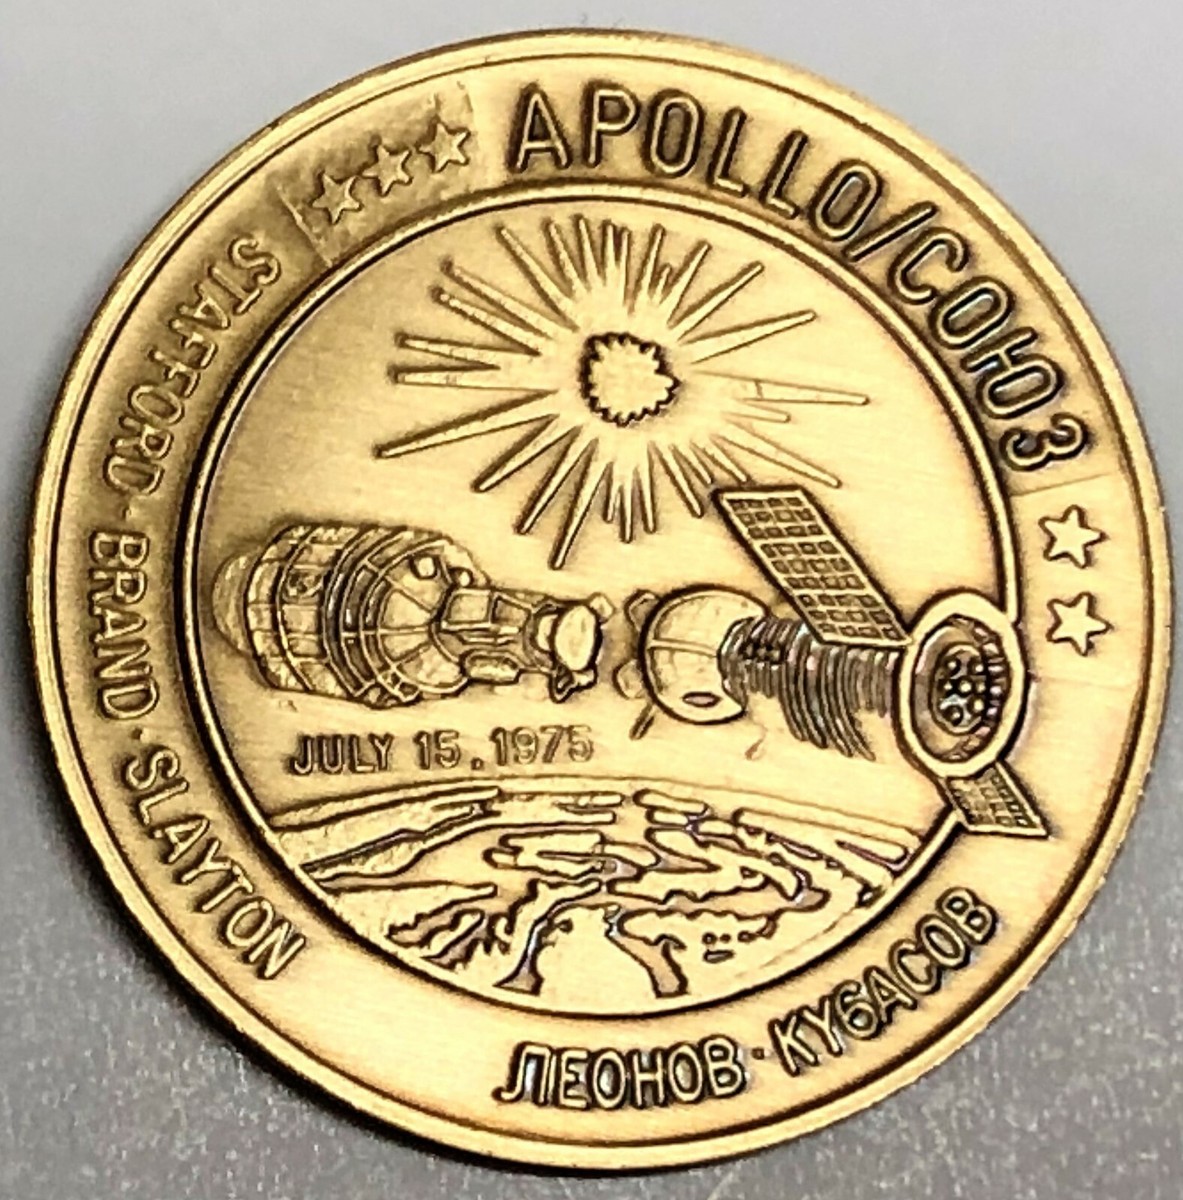 APOLLO/СОЮЗ
STAFFORD·BRAND·SLAYTON
ЛЕОНОВ·КУБАСОВ
JULY 15.1975